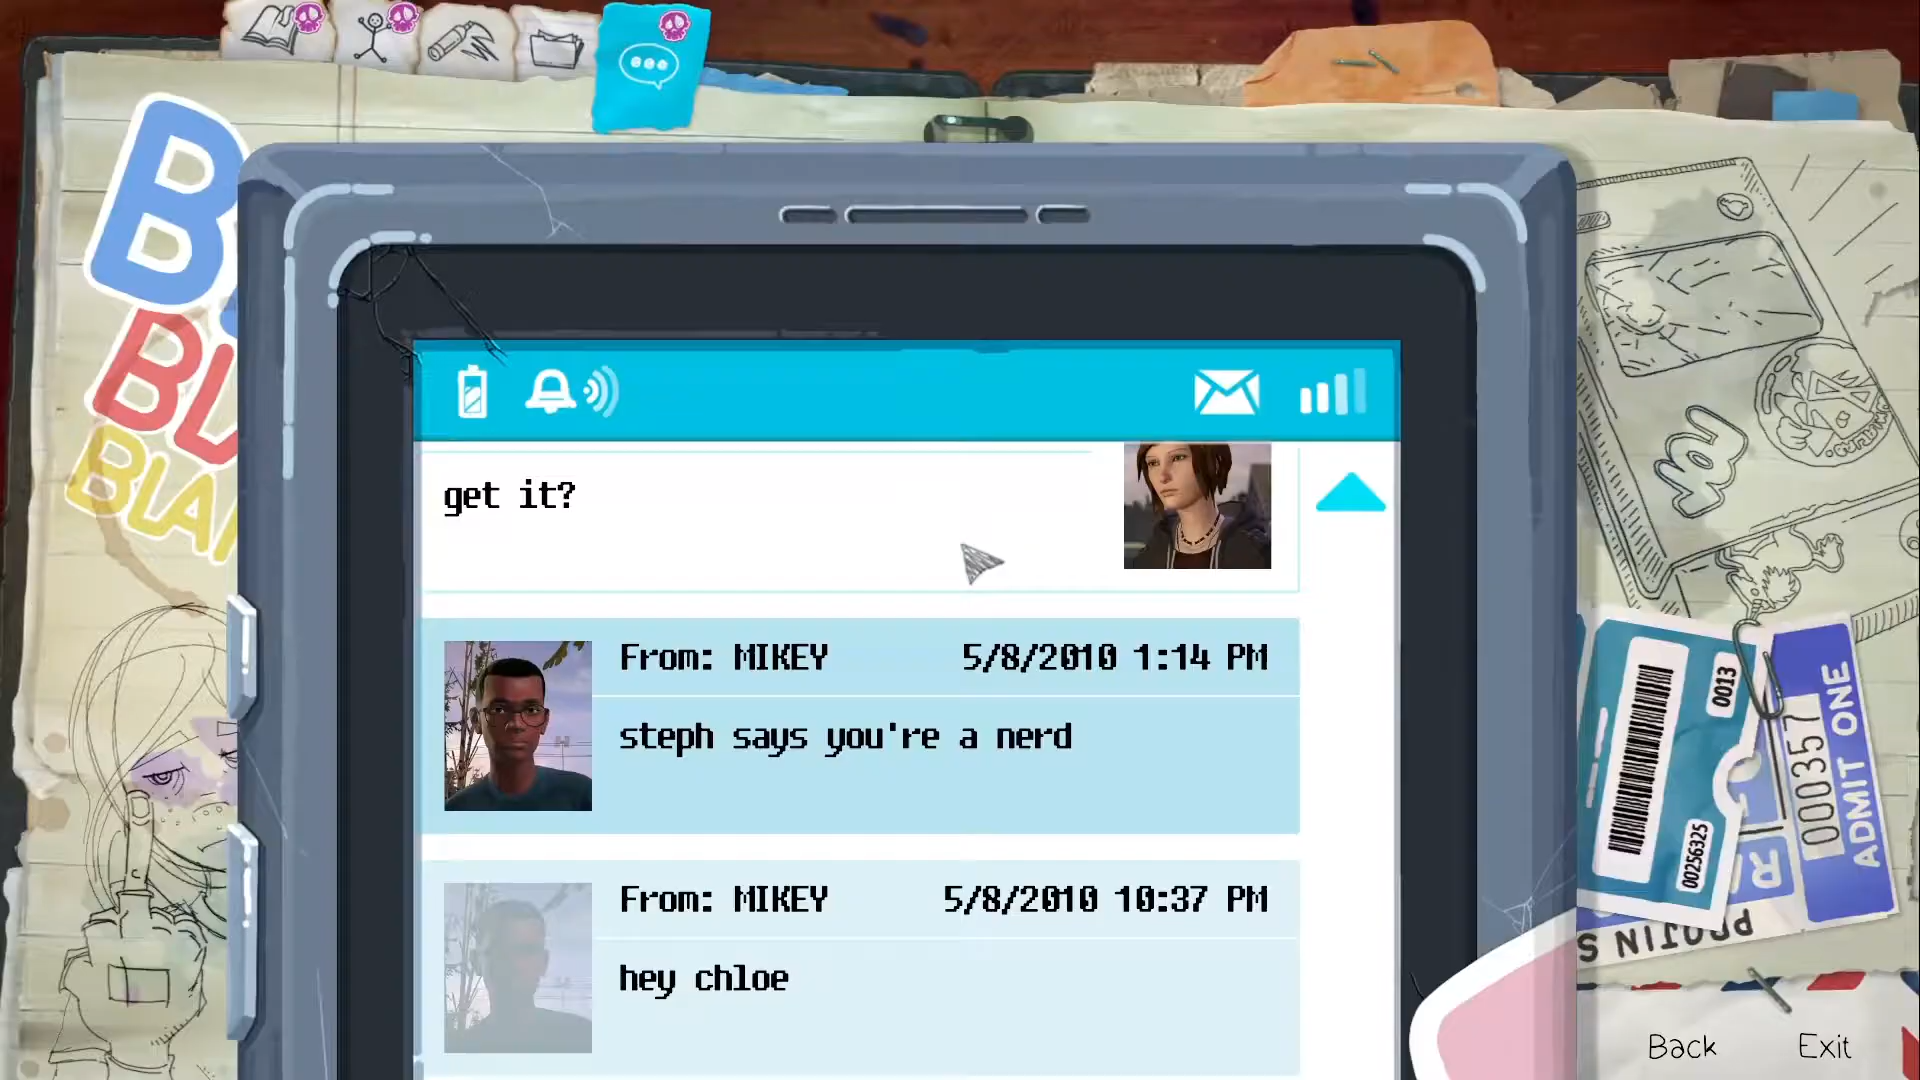 get it?
From: MIKEY 5/8/2010 1:14 PM
steph says you're a nerd
From: MIKEY 5/8/2010 10:37 PM
hey chloe
0013
00256325
000357
ADMIT ONE
Back
Exit